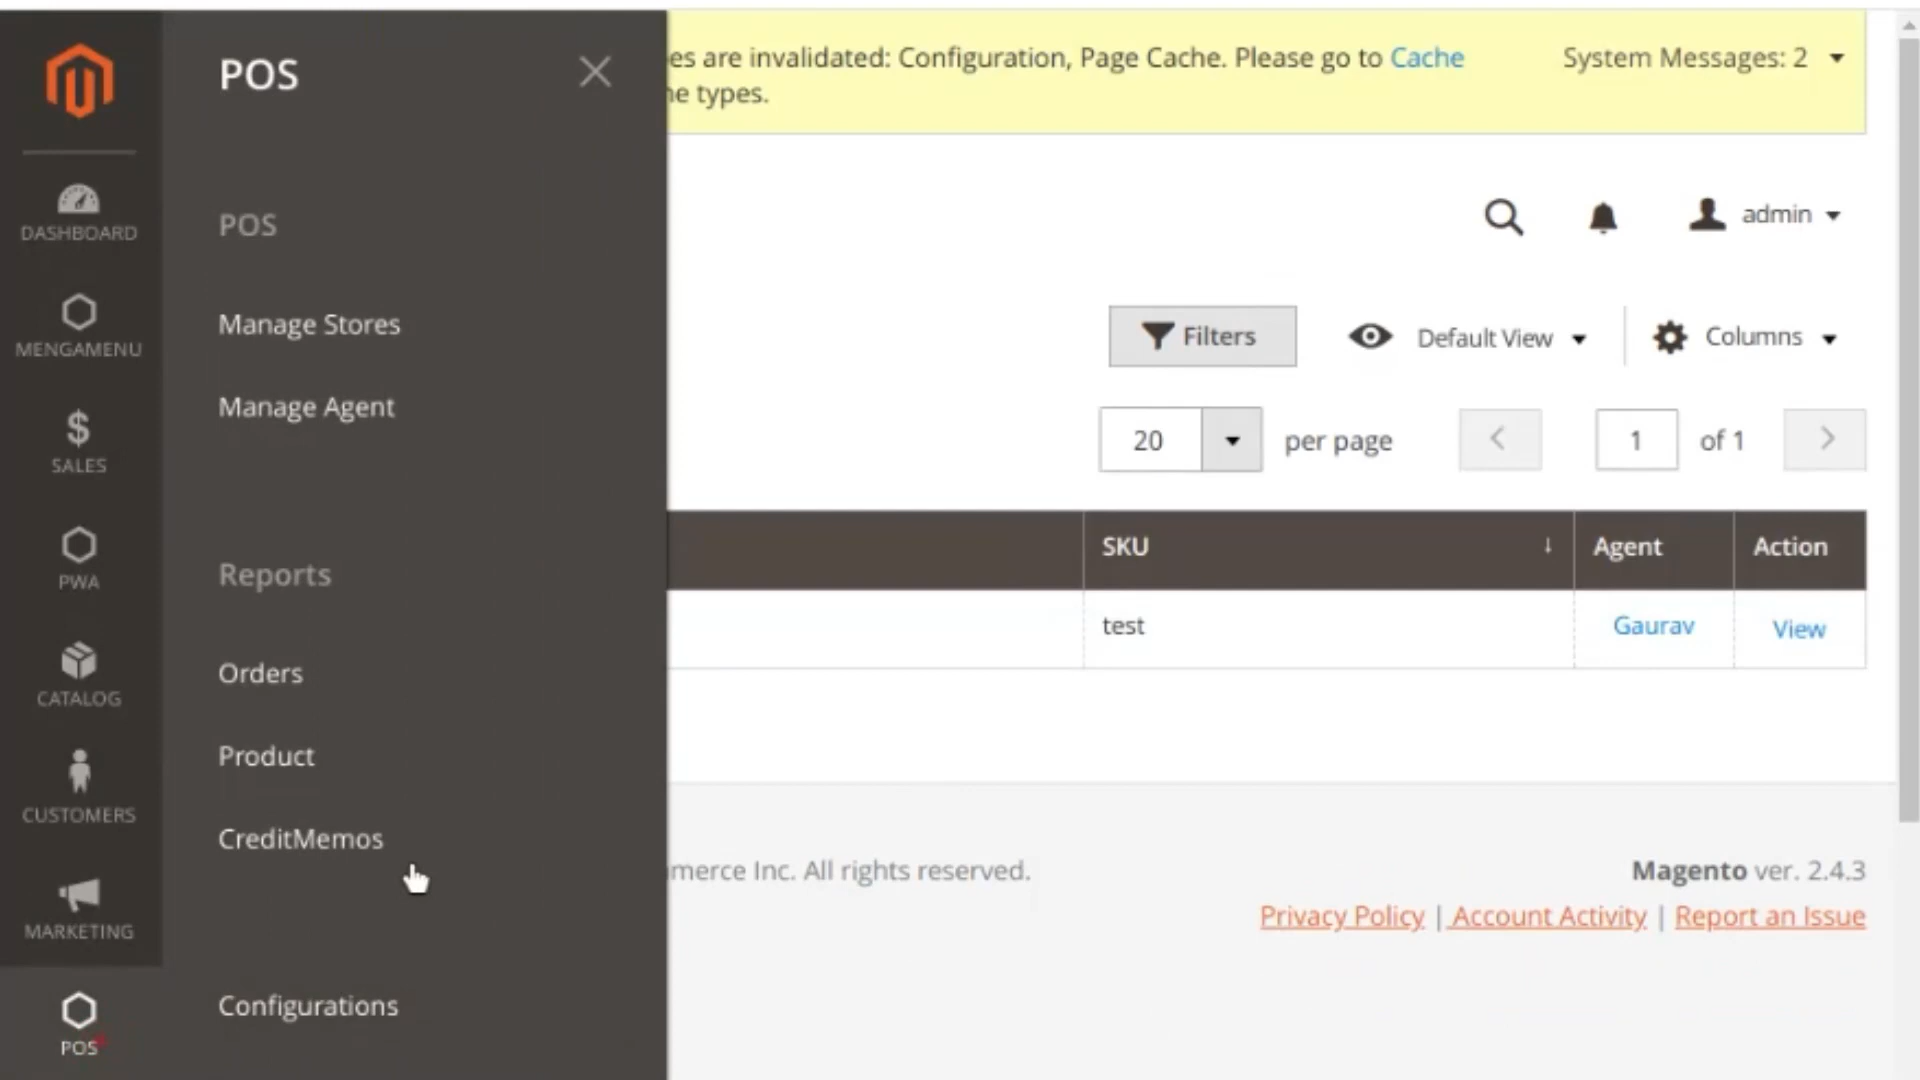 POS
es are invalidated: Configuration, Page Cache. Please go to Cache
e types.
System Messages: 2
DASHBOARD
MENGAMENU
SALES
PWA
CATALOG
CUSTOMERS
MARKETING
POS
POS
Manage Stores
Manage Agent
Reports
Orders
Product
CreditMemos
Configurations
admin
Filters
Default View
Columns
20
per page
1
of 1
SKU
Agent
Action
test
Gaurav
View
merce Inc. All rights reserved.
Magento ver. 2.4.3
Privacy Policy | Account Activity | Report an Issue